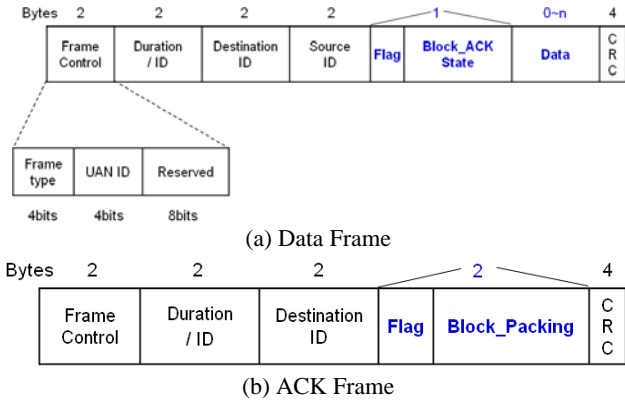 Bytes 2 2 2 2 1 0~n 4
Frame Control
Duration / ID
Destination ID
Source ID
Flag
Block_ACK State
Data
CRC
Frame type
UAN ID
Reserved
4bits 4bits 8bits
(a) Data Frame
Bytes 2 2 2 2 4
Frame Control
Duration / ID
Destination ID
Flag
Block_Packing
CRC
(b) ACK Frame